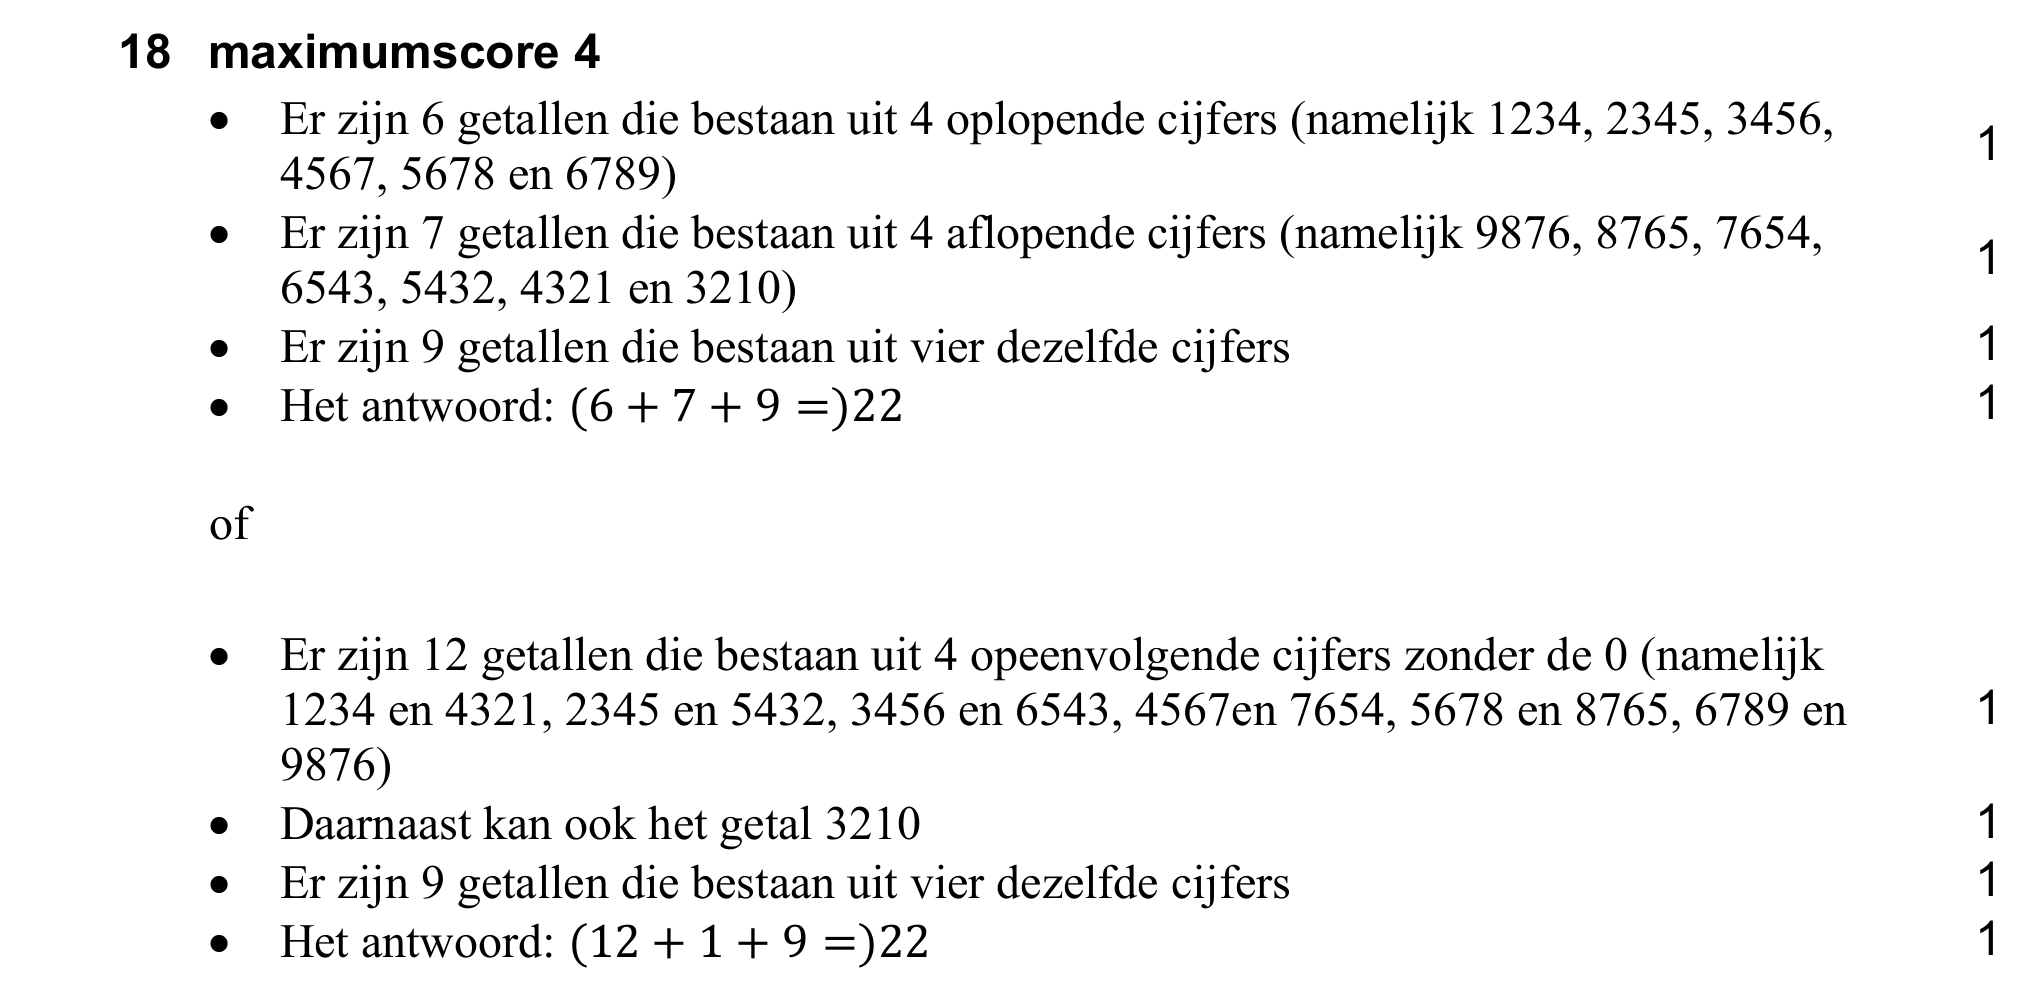 18 maximumscore 4
• Er zijn 6 getallen die bestaan uit 4 oplopende cijfers (namelijk 1234, 2345, 3456, 1
4567, 5678 en 6789)
• Er zijn 7 getallen die bestaan uit 4 aflopende cijfers (namelijk 9876, 8765, 7654, 1
6543, 5432, 4321 en 3210)
• Er zijn 9 getallen die bestaan uit vier dezelfde cijfers 1
• Het antwoord: (6 + 7 + 9 =)22 1
of
• Er zijn 12 getallen die bestaan uit 4 opeenvolgende cijfers zonder de 0 (namelijk
1234 en 4321, 2345 en 5432, 3456 en 6543, 4567en 7654, 5678 en 8765, 6789 en 1
9876)
• Daarnaast kan ook het getal 3210 1
• Er zijn 9 getallen die bestaan uit vier dezelfde cijfers 1
• Het antwoord: (12 + 1 + 9 =)22 1